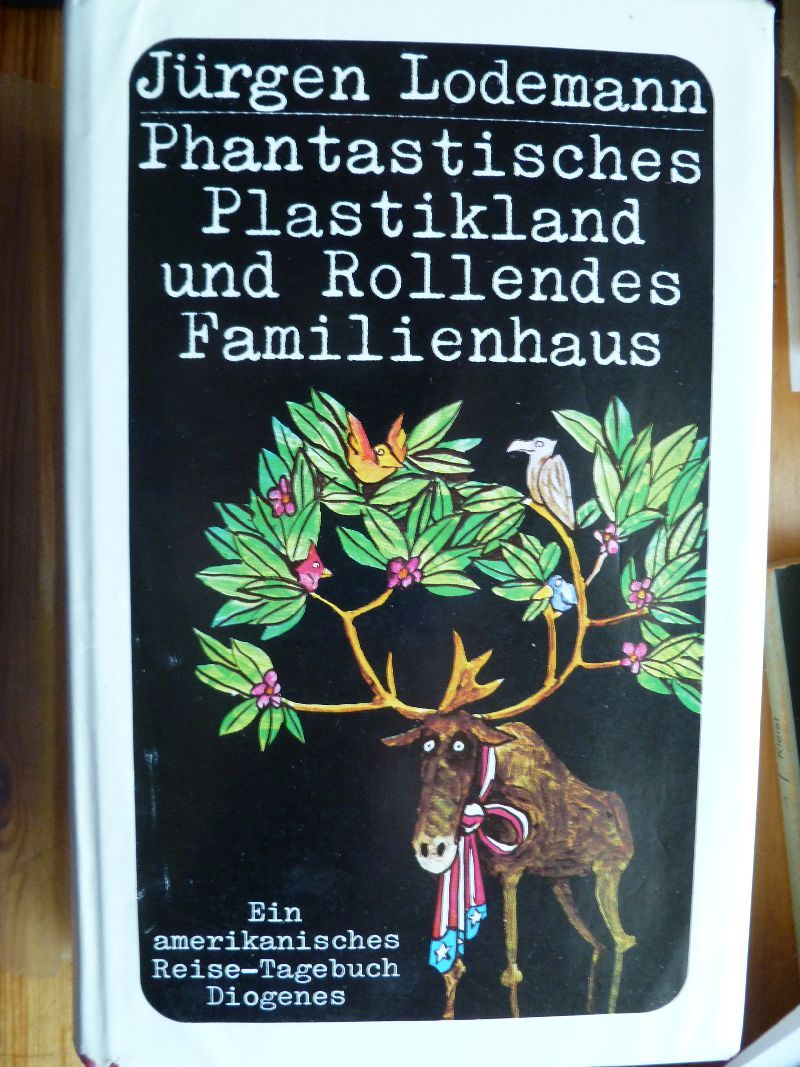 Jürgen Lodemann
Phantastisches
Plastikland
und Rollendes
Familienhaus
Ein
amerikanisches
Reise-Tagebuch
Diogenes